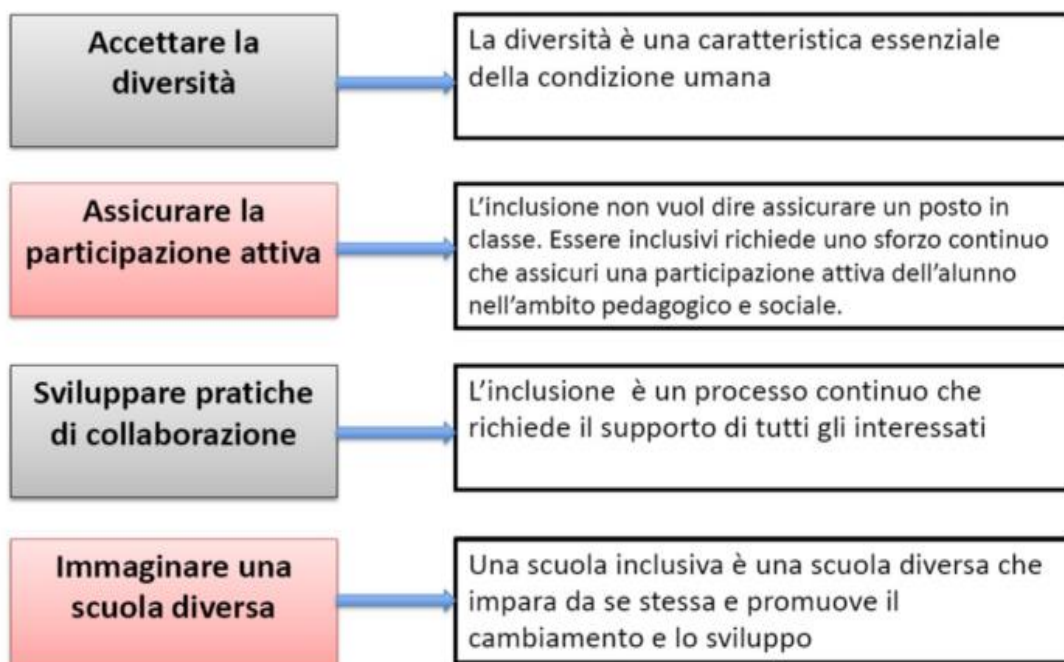 Accettare la
diversità
La diversità è una caratteristica essenziale
della condizione umana
Assicurare la
participazione attiva
L'inclusione non vuol dire assicurare un posto in
classe. Essere inclusivi richiede uno sforzo continuo
che assicuri una participazione attiva dell'alunno
nell'ambito pedagogico e sociale.
Sviluppare pratiche
di collaborazione
L'inclusione è un processo continuo che
richiede il supporto di tutti gli interessati
Immaginare una
scuola diversa
Una scuola inclusiva è una scuola diversa che
impara da se stessa e promuove il
cambiamento e lo sviluppo